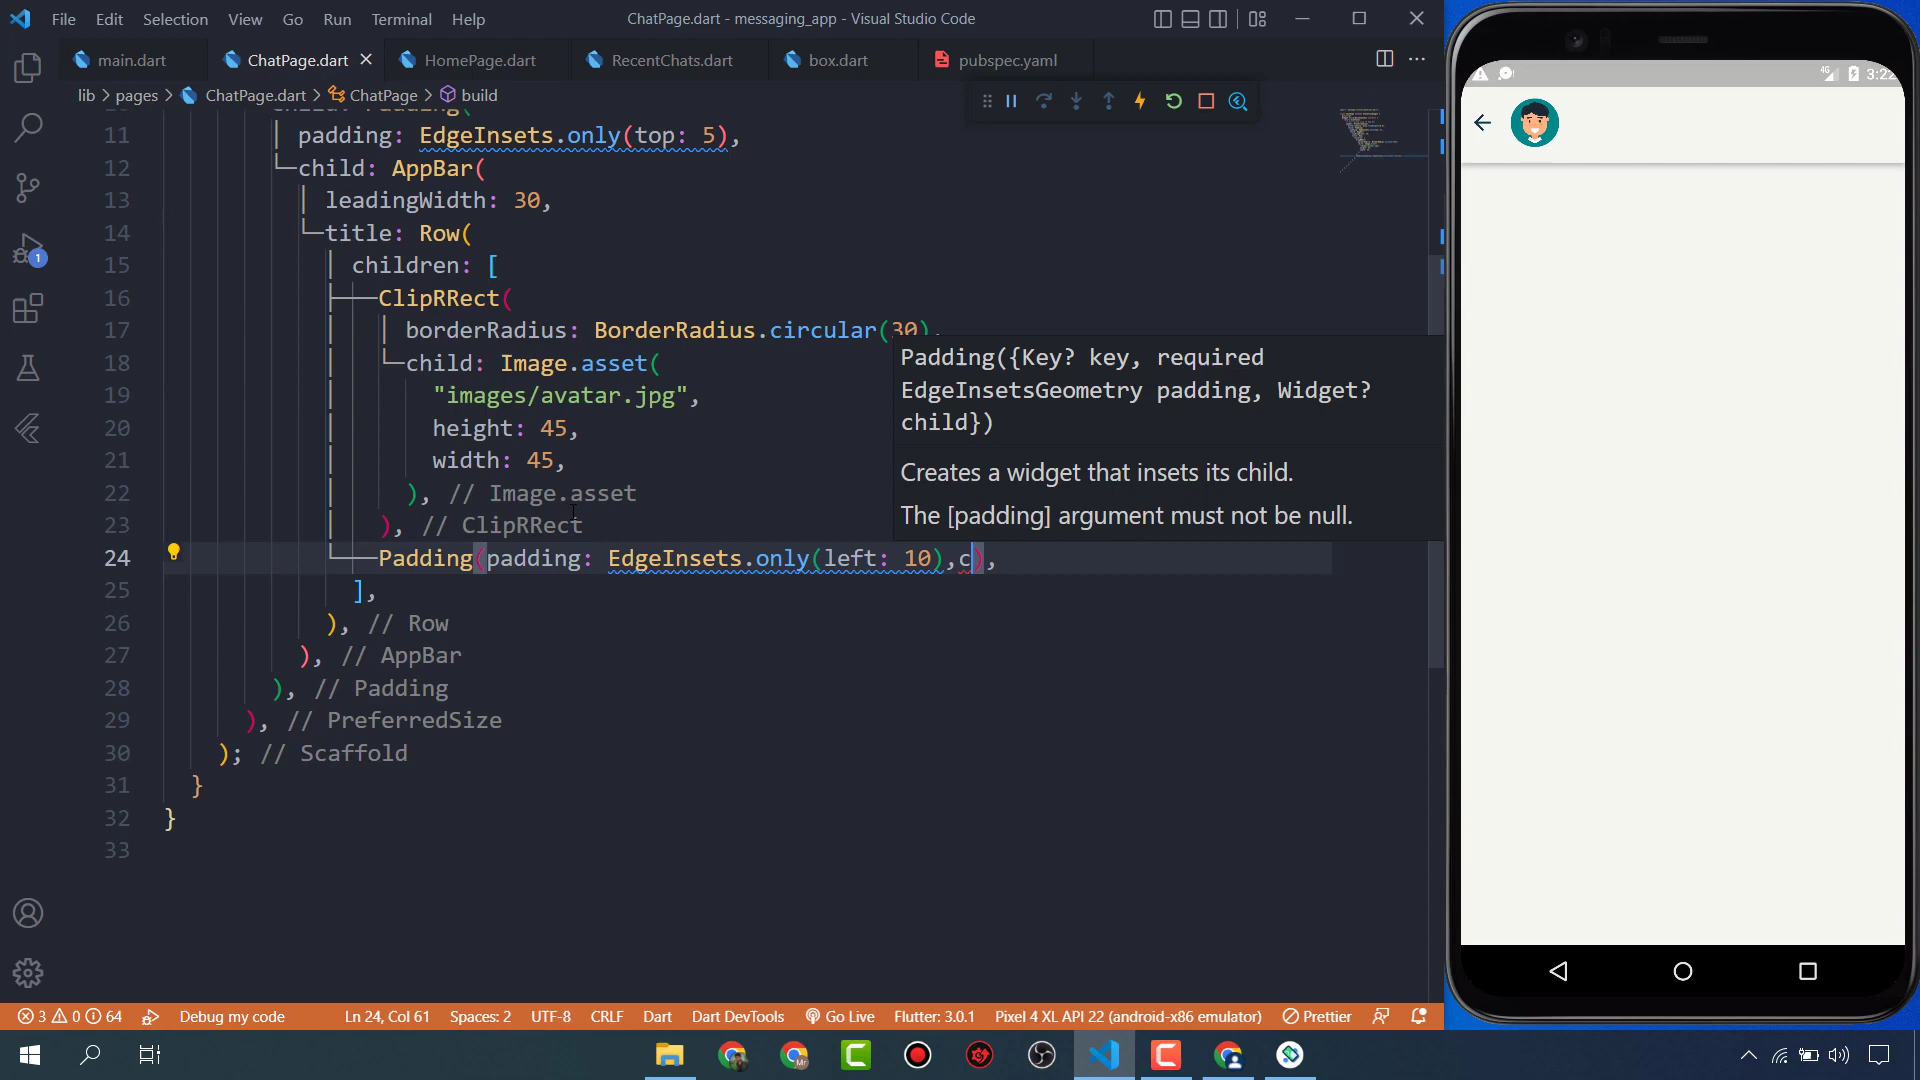 File Edit Selection View Go Run Terminal Help
ChatPage.dart - messaging_app - Visual Studio Code
main.dart
ChatPage.dart
HomePage.dart
RecentChats.dart
box.dart
pubspec.yaml
lib > pages > ChatPage.dart > ChatPage > build
11 padding: EdgeInsets.only(top: 5),
12 child: AppBar(
13 leadingWidth: 30,
14 title: Row(
15 children: [
16 ClipRRect(
17 borderRadius: BorderRadius.circular(30),
18 child: Image.asset(
19 "images/avatar.jpg",
20 height: 45,
21 width: 45,
22 ), // Image.asset
23 ), // ClipRRect
24 Padding(padding: EdgeInsets.only(left: 10),c),
25 ],
26 ), // Row
27 ), // AppBar
28 ), // Padding
29 ), // PreferredSize
30 ); // Scaffold
31 }
32 }
33
Padding({Key? key, required
EdgeInsetsGeometry padding, Widget?
child})
Creates a widget that insets its child.
The [padding] argument must not be null.
1
3 0 64 Debug my code
Ln 24, Col 61 Spaces: 2 UTF-8 CRLF Dart Dart DevTools Go Live Flutter: 3.0.1 Pixel 4 XL API 22 (android-x86 emulator) Prettier
4G 3:22